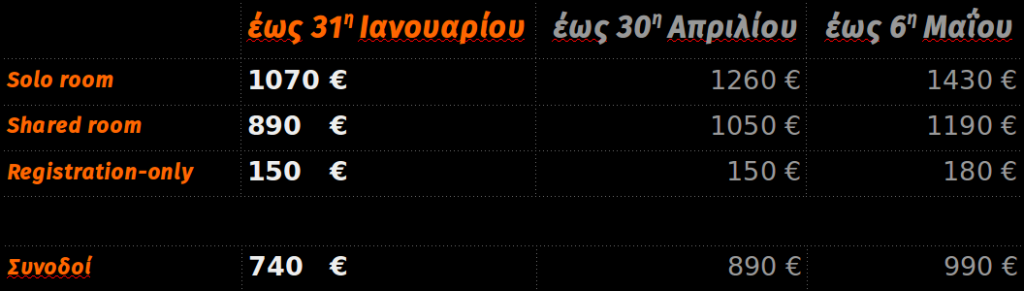 έως 31η Ιανουαρίου έως 30η Απριλίου έως 6η Μαΐου
Solo room 1070 € 1260 € 1430 €
Shared room 890 € 1050 € 1190 €
Registration-only 150 € 150 € 180 €
Συνοδοί 740 € 890 € 990 €